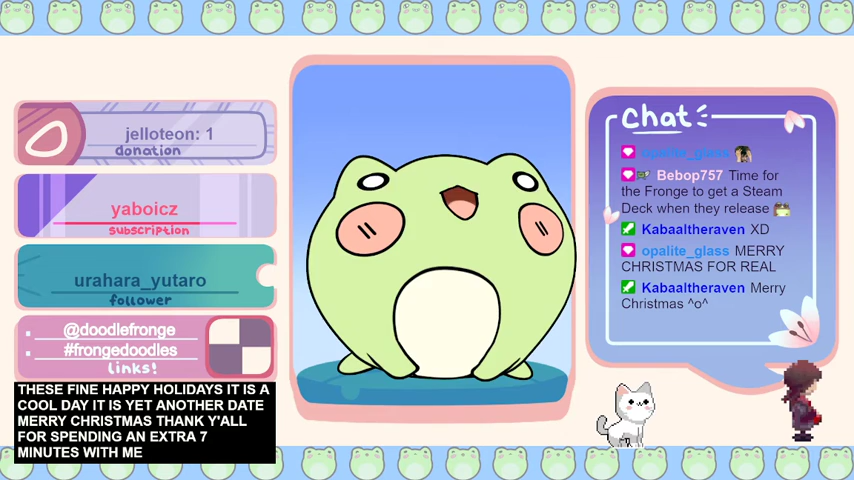 jelloteon: 1
donation
yaboicz
subscription
urahara_yutaro
follower
@doodlefronge
#frongedoodles
links!
THESE FINE HAPPY HOLIDAYS IT IS A
COOL DAY IT IS YET ANOTHER DATE
MERRY CHRISTMAS THANK Y'ALL
FOR SPENDING AN EXTRA 7
MINUTES WITH ME
Chat
opalite_glass
Bebop757 Time for
the Fronge to get a Steam
Deck when they release
Kabaaltheraven XD
opalite_glass MERRY
CHRISTMAS FOR REAL
Kabaaltheraven Merry
Christmas ^o^